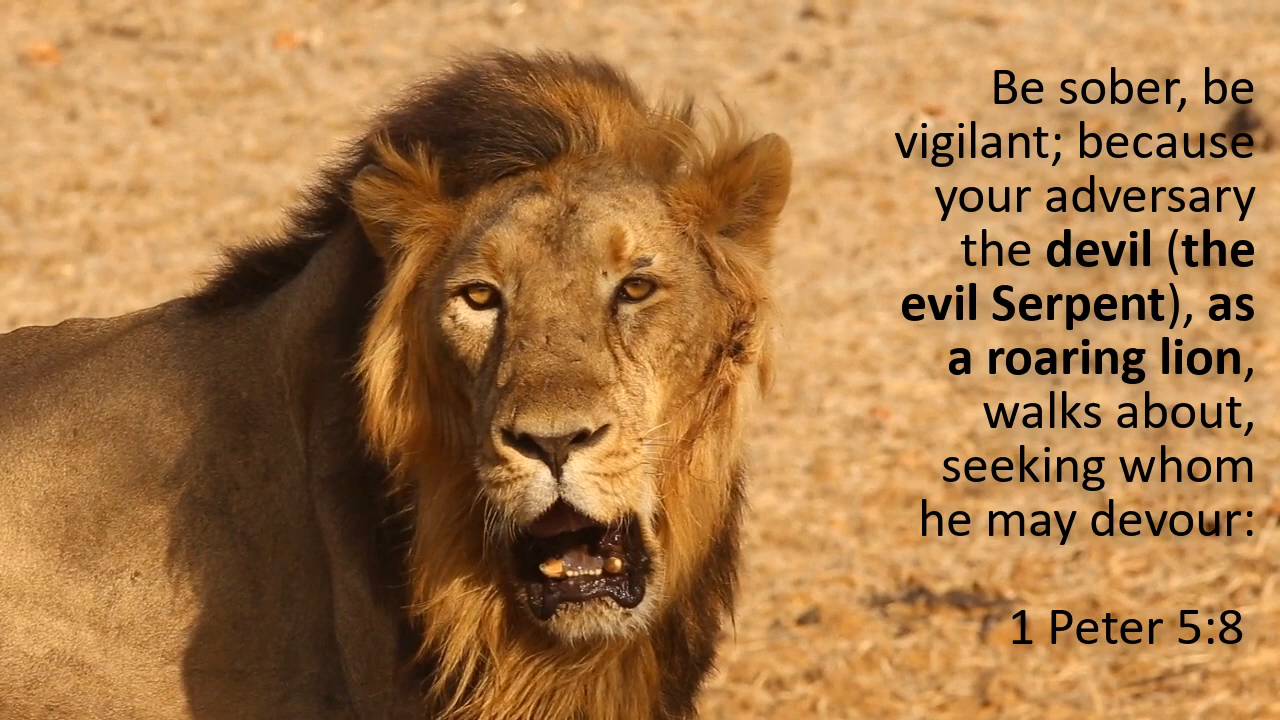 Be sober, be
vigilant; because
your adversary
the devil (the
evil Serpent), as
a roaring lion,
walks about,
seeking whom
he may devour:
1 Peter 5:8